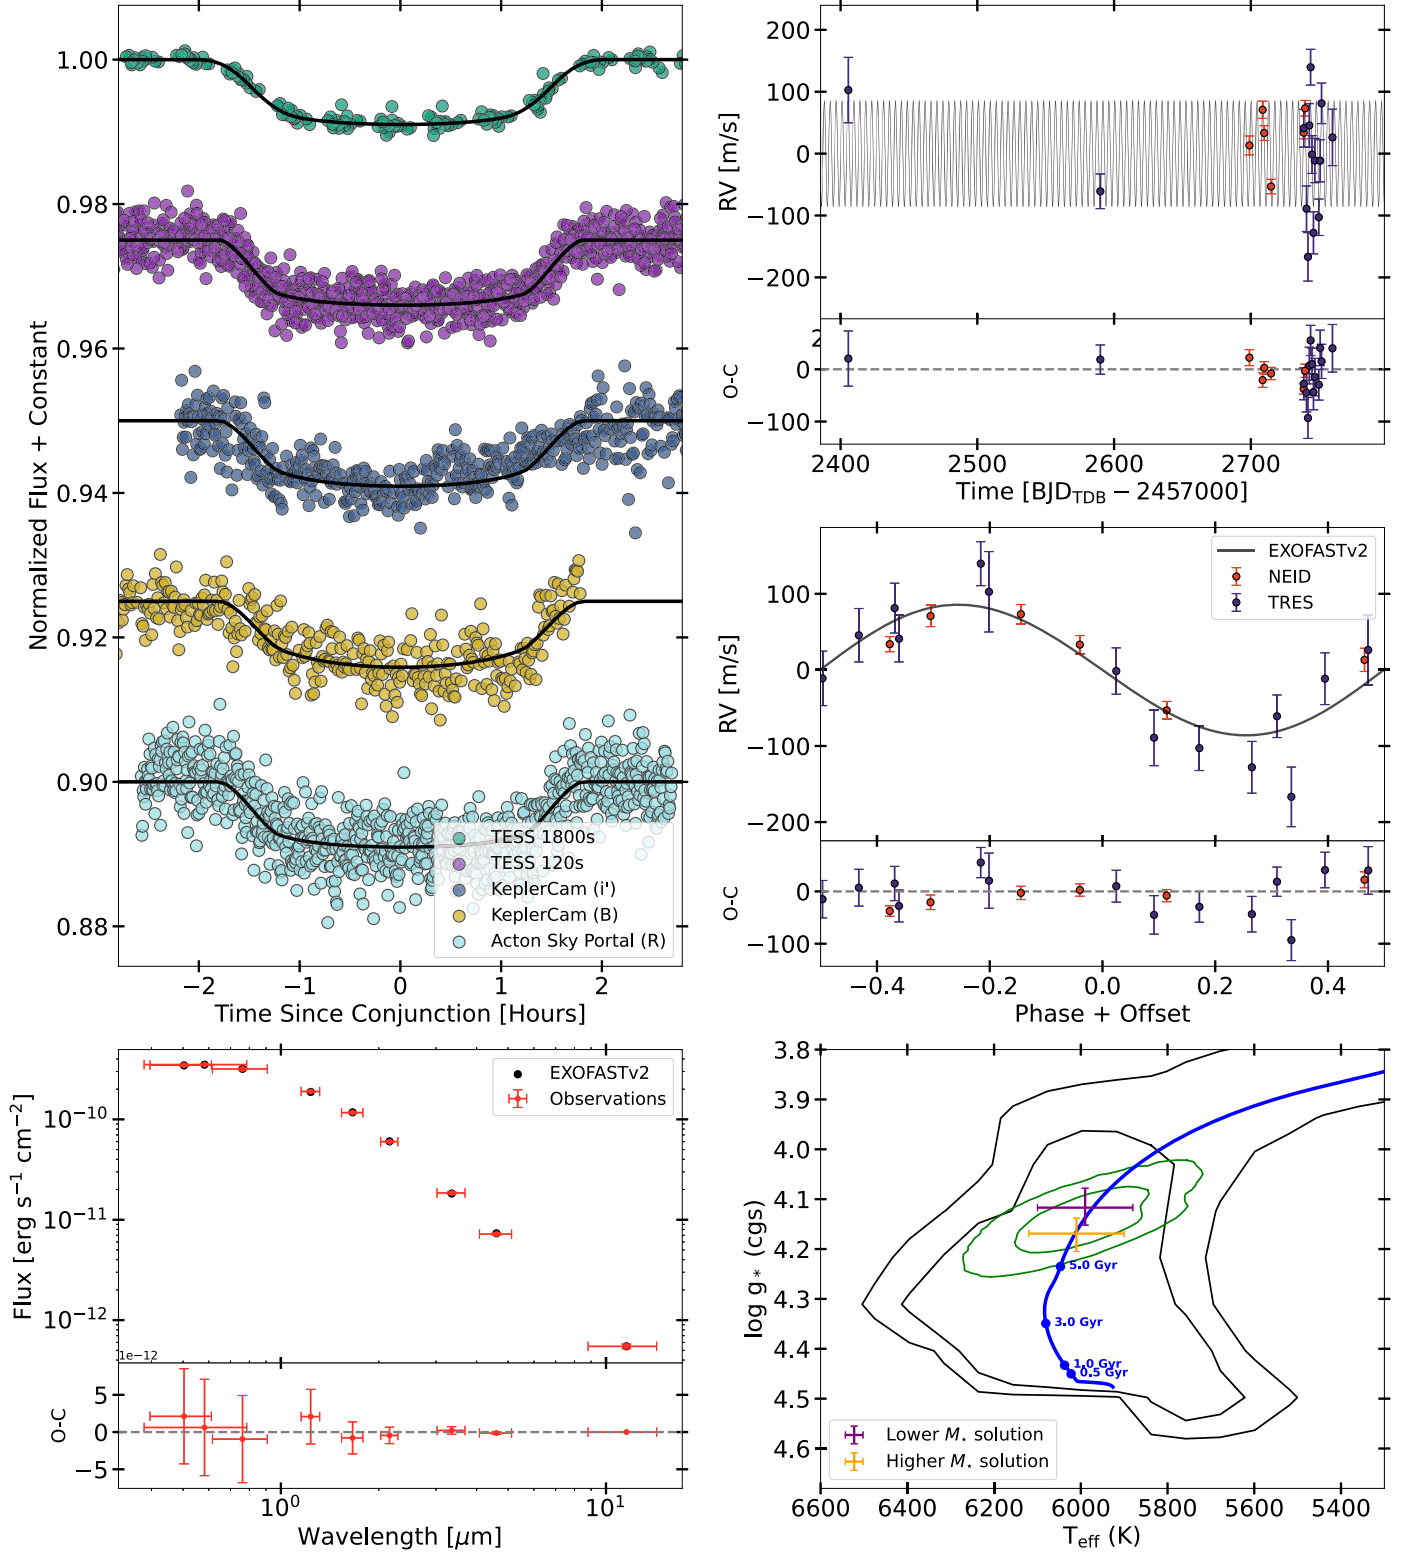 1.00
0.98
0.96
0.94
0.92
0.90
0.88
Normalized Flux + Constant
TESS 1800s
TESS 120s
KeplerCam (i')
KeplerCam (B)
Acton Sky Portal (R)
−2 −1 0 1 2
Time Since Conjunction [Hours]
200
100
0
−100
−200
RV [m/s]
0
−100
O-C
2400 2500 2600 2700
Time [BJD_TDB − 2457000]
EXOFASTv2
NEID
TRES
100
0
−100
−200
RV [m/s]
0
−100
O-C
−0.4 −0.2 0.0 0.2 0.4
Phase + Offset
EXOFASTv2
Observations
10⁻¹⁰
10⁻¹¹
10⁻¹²
Flux [erg s⁻¹ cm⁻²]
1e−12
5
0
−5
O-C
10⁰ 10¹
Wavelength [μm]
3.8
3.9
4.0
4.1
4.2
4.3
4.4
4.5
4.6
log g⋆ (cgs)
5.0 Gyr
3.0 Gyr
1.0 Gyr
0.5 Gyr
Lower M⋆ solution
Higher M⋆ solution
6600 6400 6200 6000 5800 5600 5400
T_eff (K)